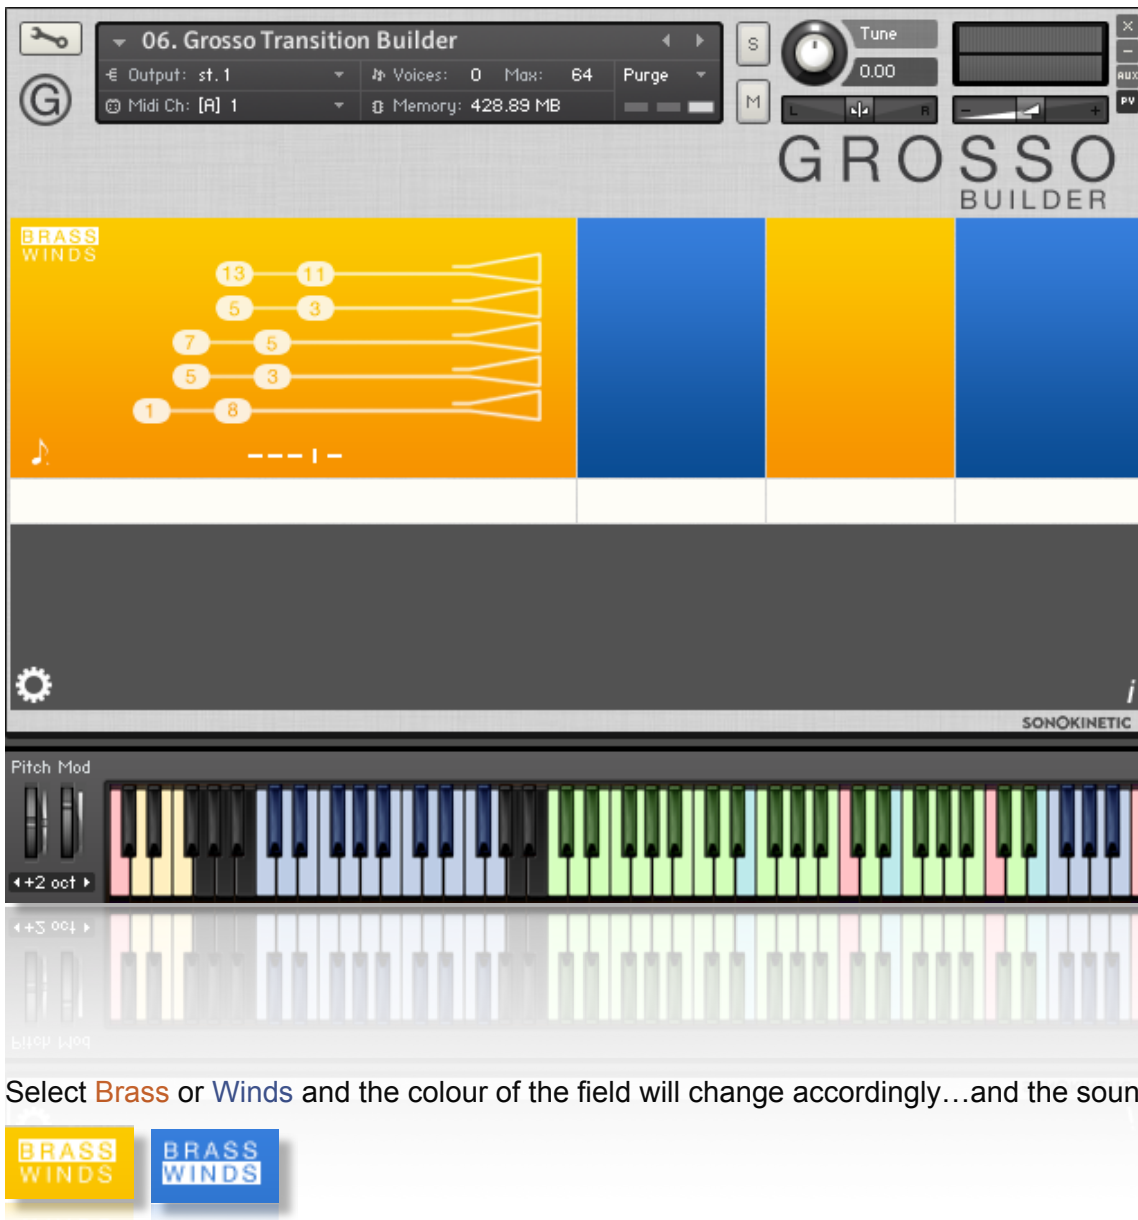 06. Grosso Transition Builder
Output: st.1 Voices: 0 Max: 64 Purge
Midi Ch: [A] 1 Memory: 428.89 MB
S
M
Tune
0.00
L R
- +
X
-
AUX
PV
G
GROSSO
BUILDER
BRASS
WINDS
13 11
5 3
7 5
5 3
1 8
i
SONOKINETIC
Pitch Mod
+2 oct
Select Brass or Winds and the colour of the field will change accordingly…and the soun
BRASS
WINDS
BRASS
WINDS